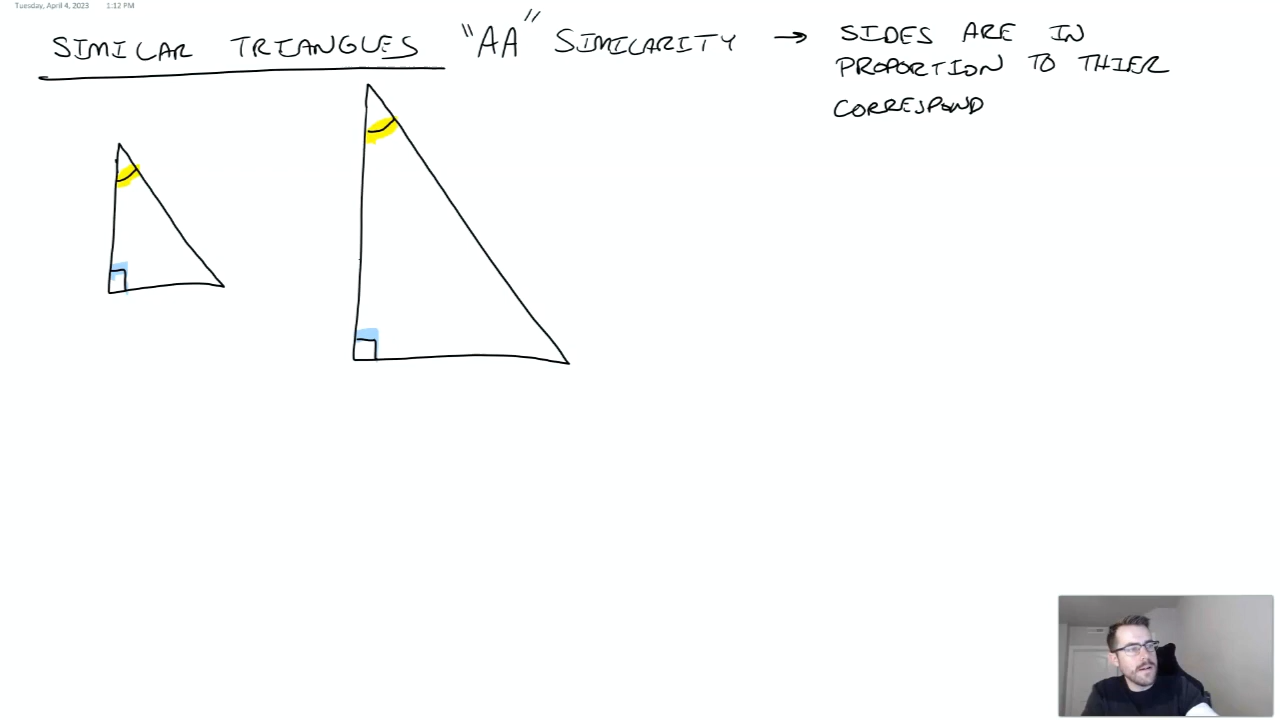 Tuesday, April 4, 2023 1:12 PM
SIMILAR TRIANGLES "AA" SIMILARITY → SIDES ARE IN
PROPORTION TO THIER
CORRESPOND